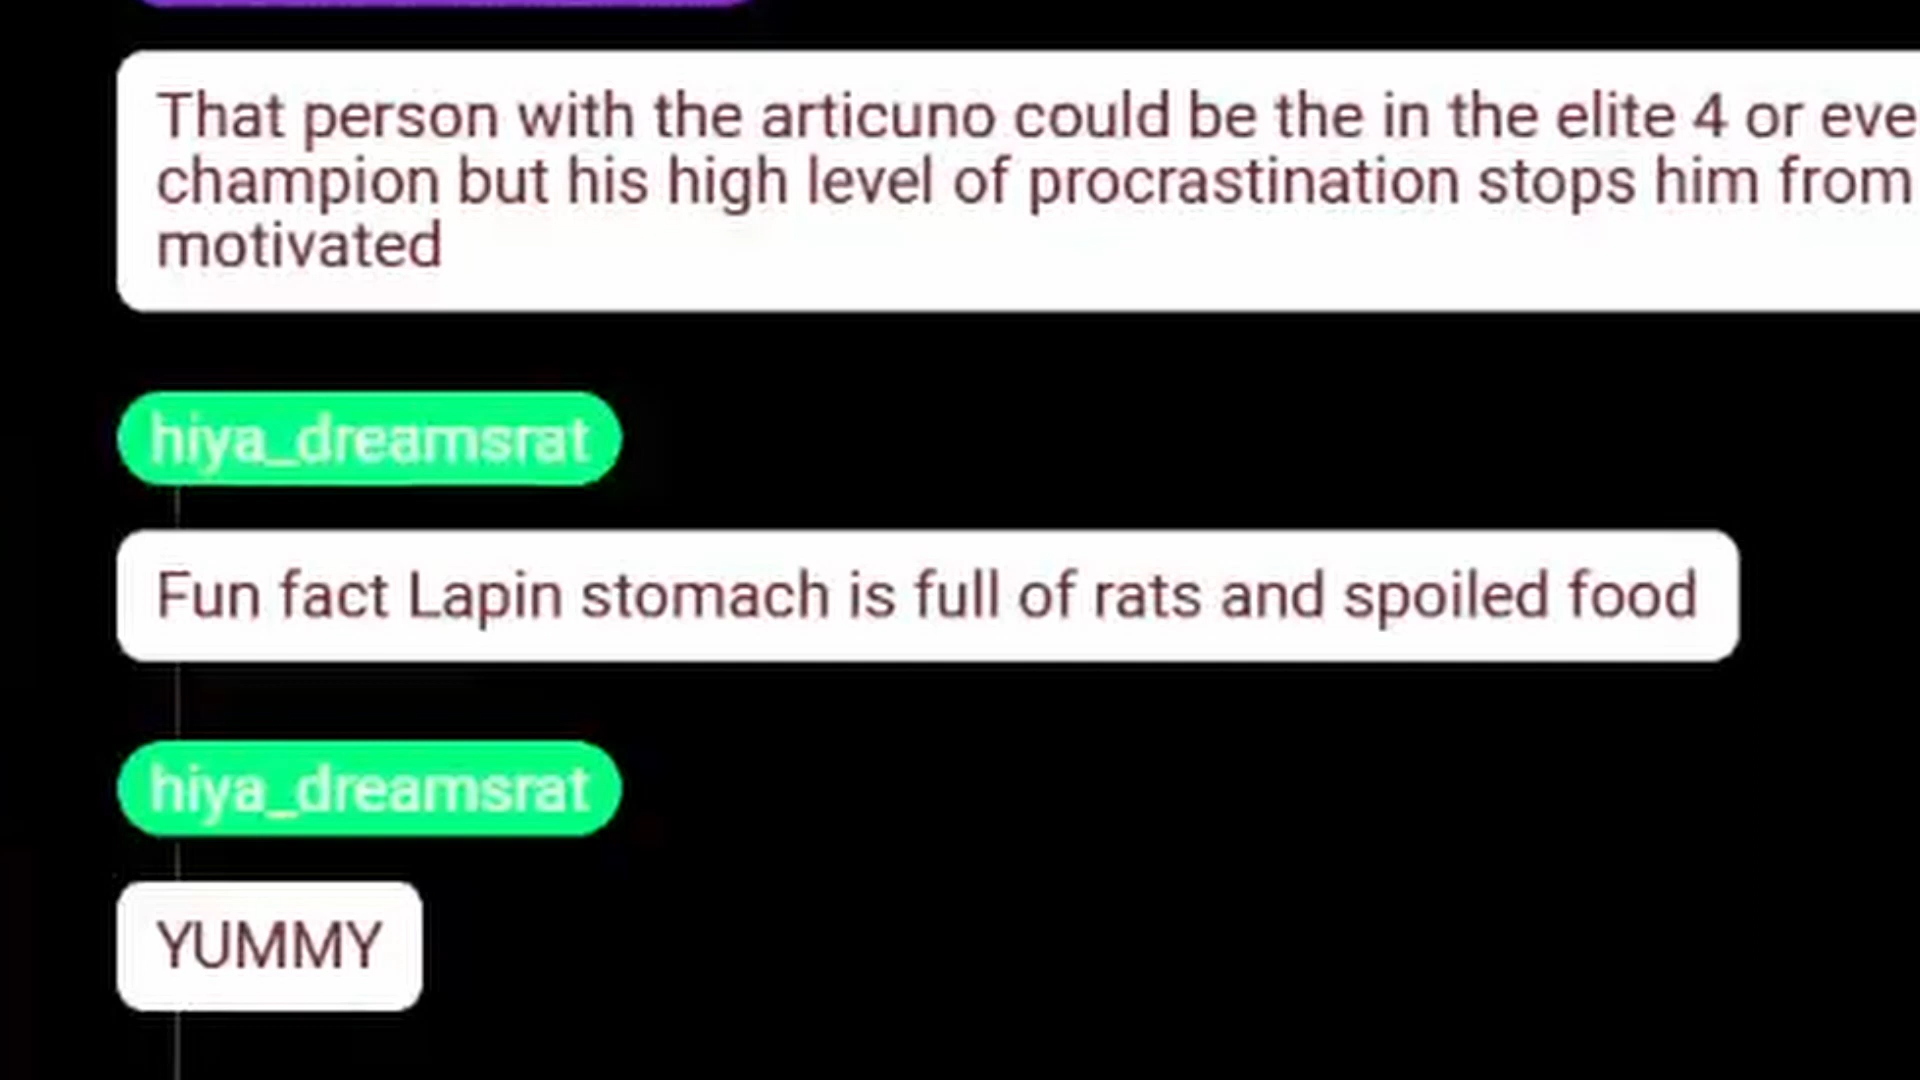 That person with the articuno could be the in the elite 4 or eve
champion but his high level of procrastination stops him from
motivated
hiya_dreamsrat
Fun fact Lapin stomach is full of rats and spoiled food
hiya_dreamsrat
YUMMY